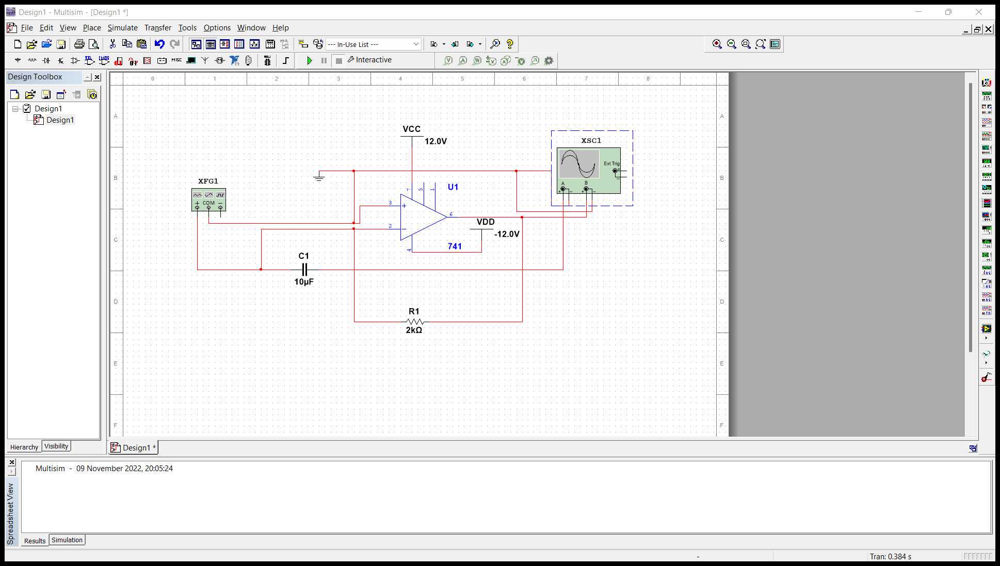 Design1 - Multisim - [Design1 *]
File Edit View Place Simulate Transfer Tools Options Window Help
--- In-Use List ---
MISC
Interactive
Design Toolbox
Design1
Design1
Hierarchy Visibility
0 1 2 3 4 5 6 7 8
A A
B B
C C
D D
E E
F F
VCC
12.0V
XSC1
Ext Trig
A B
XFG1
+ COM −
U1
7 5 1
3
2
6
4
VDD
-12.0V
741
C1
10µF
R1
2kΩ
Design1 *
Multisim - 09 November 2022, 20:05:24
Spreadsheet View
Results Simulation
-
Tran: 0.384 s